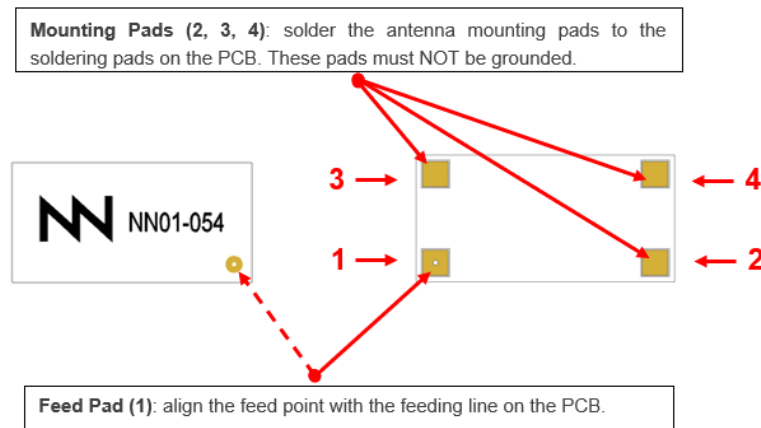 Mounting Pads (2, 3, 4): solder the antenna mounting pads to the
soldering pads on the PCB. These pads must NOT be grounded.
3
4
NN NN01-054
1
2
Feed Pad (1): align the feed point with the feeding line on the PCB.